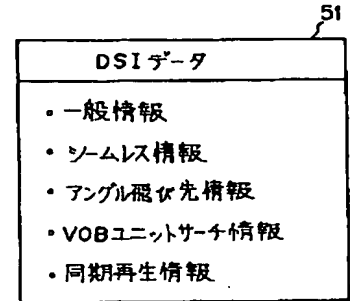 51
DSIデータ
・一般情報
・シームレス情報
・アングル飛び先情報
・VOBユニットサーチ情報
・同期再生情報